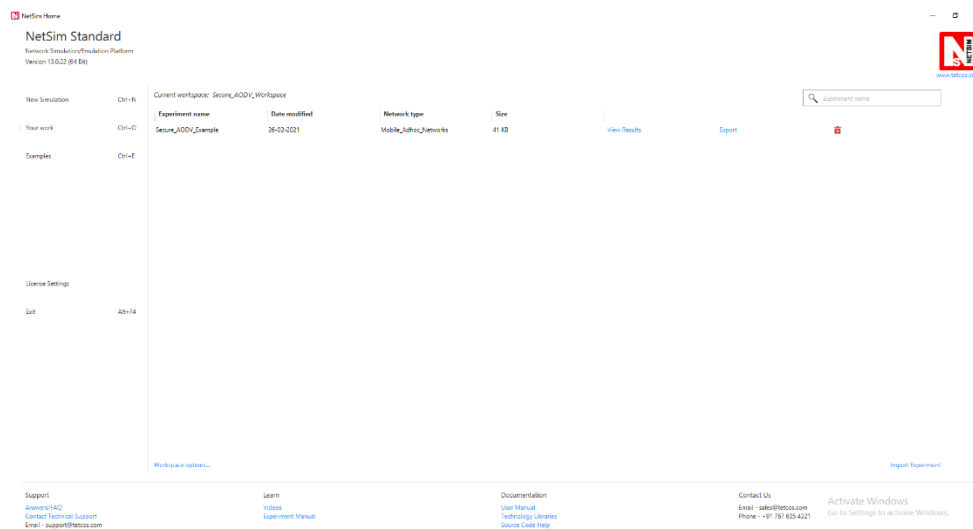 NetSim Home
NetSim Standard
Network Simulation/Emulation Platform
Version 13.0.22 (64 Bit)
NETSIM
www.tetcos.co
New Simulation Ctrl+N
Your work Ctrl+O
Examples Ctrl+E
License Settings
Exit Alt+F4
Current workspace: Secure_AODV_Workspace
Experiment name
Experiment name Date modified Network type Size
Secure_AODV_Example 26-02-2021 Mobile_Adhoc_Networks 41 KB View Results Export
Workspace options... Import Experiment
Support
Answers/FAQ
Contact Technical Support
Email - support@tetcos.com
Learn
Videos
Experiment Manual
Documentation
User Manual
Technology Libraries
Source Code Help
Contact Us
Email - sales@tetcos.com
Phone - +91 767 605 4321
Activate Windows
Go to Settings to activate Windows.